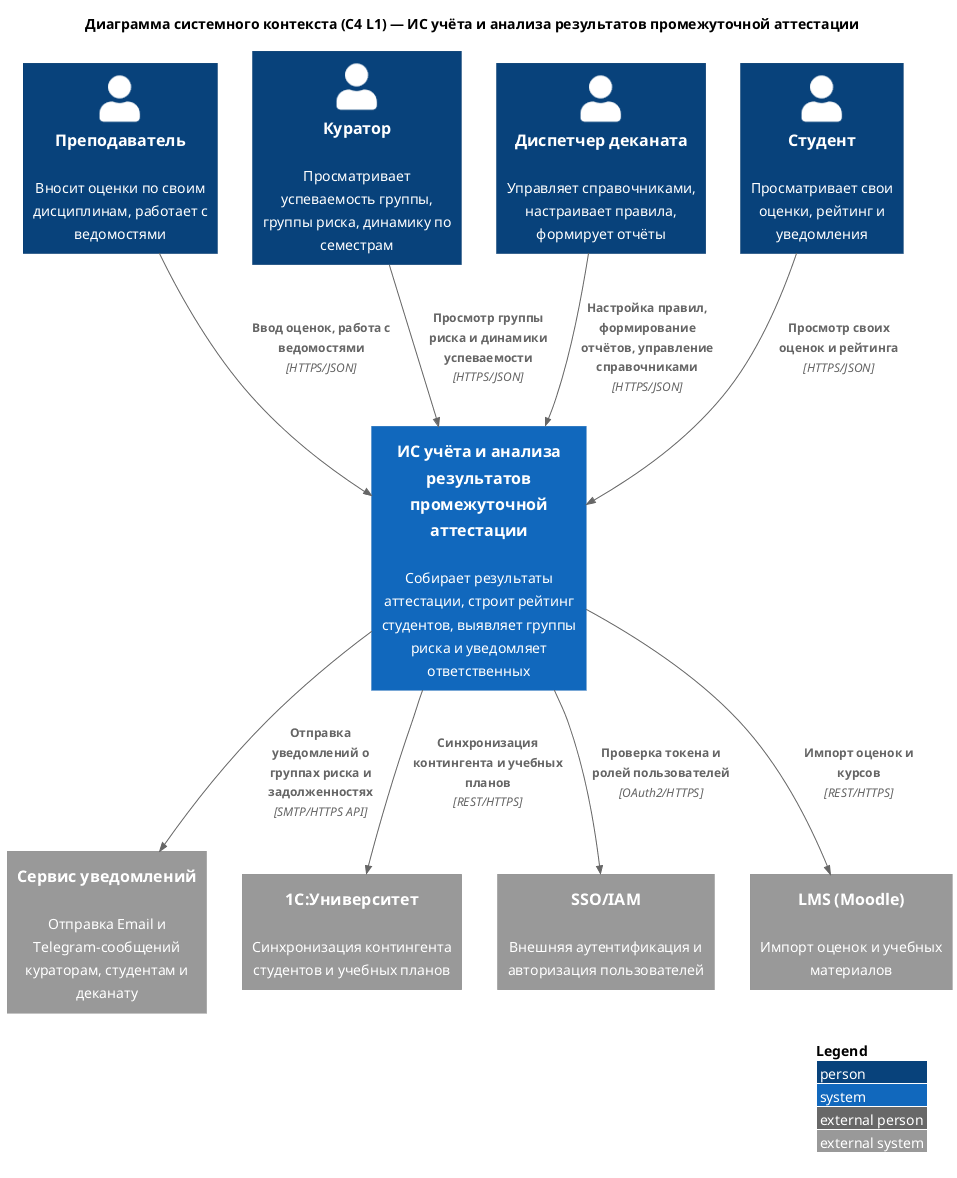 Диаграмма системного контекста (C4 L1) — ИС учёта и анализа результатов промежуточной аттестации
Преподаватель
Вносит оценки по своим
дисциплинам, работает с
ведомостями
Куратор
Просматривает
успеваемость группы,
группы риска, динамику по
семестрам
Диспетчер деканата
Управляет справочниками,
настраивает правила,
формирует отчёты
Студент
Просматривает свои
оценки, рейтинг и
уведомления
Ввод оценок, работа с
ведомостями
[HTTPS/JSON]
Просмотр группы
риска и динамики
успеваемости
[HTTPS/JSON]
Настройка правил,
формирование
отчётов, управление
справочниками
[HTTPS/JSON]
Просмотр своих
оценок и рейтинга
[HTTPS/JSON]
ИС учёта и анализа
результатов
промежуточной
аттестации
Собирает результаты
аттестации, строит рейтинг
студентов, выявляет группы
риска и уведомляет
ответственных
Отправка
уведомлений о
группах риска и
задолженностях
[SMTP/HTTPS API]
Синхронизация
контингента и учебных
планов
[REST/HTTPS]
Проверка токена и
ролей пользователей
[OAuth2/HTTPS]
Импорт оценок и
курсов
[REST/HTTPS]
Сервис уведомлений
Отправка Email и
Telegram-сообщений
кураторам, студентам и
деканату
1С:Университет
Синхронизация контингента
студентов и учебных планов
SSO/IAM
Внешняя аутентификация и
авторизация пользователей
LMS (Moodle)
Импорт оценок и учебных
материалов
Legend
person
system
external person
external system